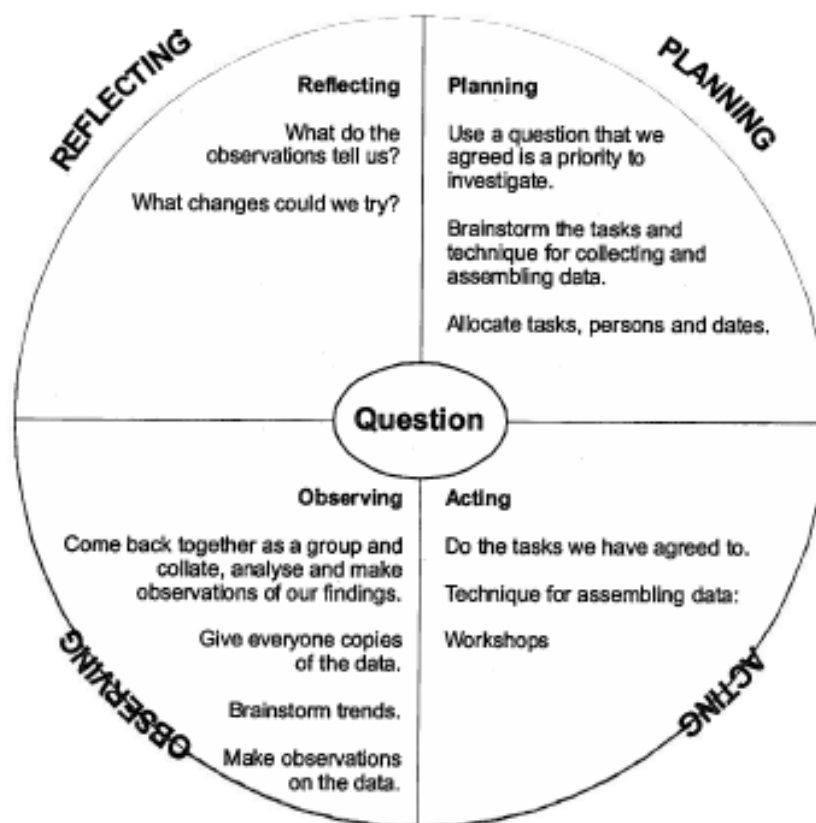 REFLECTING
Reflecting
What do the
observations tell us?
What changes could we try?
PLANNING
Planning
Use a question that we
agreed is a priority to
investigate.
Brainstorm the tasks and
technique for collecting and
assembling data.
Allocate tasks, persons and dates.
Question
OBSERVING
Observing
Come back together as a group and
collate, analyse and make
observations of our findings.
Give everyone copies
of the data.
Brainstorm trends.
Make observations
on the data.
ACTING
Acting
Do the tasks we have agreed to.
Technique for assembling data:
Workshops